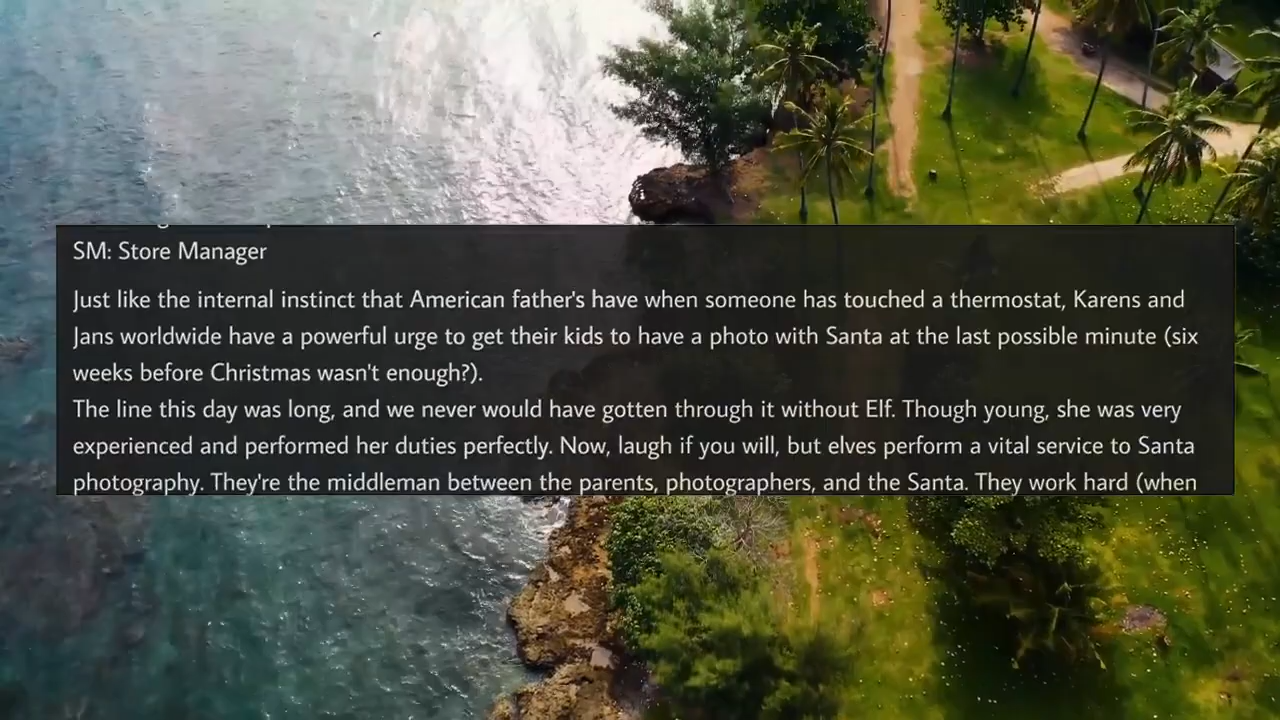 SM: Store Manager
Just like the internal instinct that American father's have when someone has touched a thermostat, Karens and
Jans worldwide have a powerful urge to get their kids to have a photo with Santa at the last possible minute (six
weeks before Christmas wasn't enough?).
The line this day was long, and we never would have gotten through it without Elf. Though young, she was very
experienced and performed her duties perfectly. Now, laugh if you will, but elves perform a vital service to Santa
photography. They're the middleman between the parents, photographers, and the Santa. They work hard (when